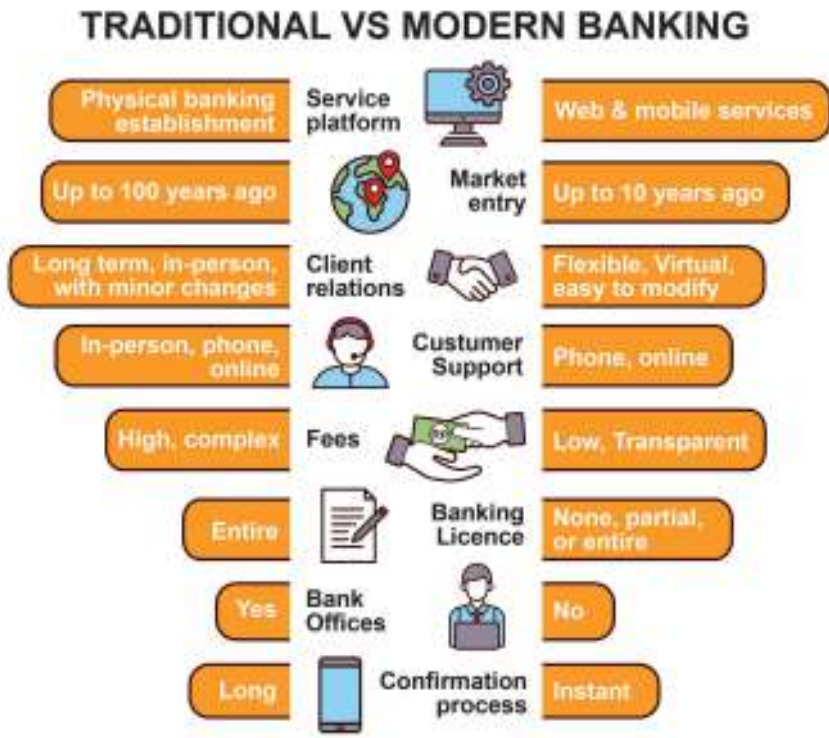 TRADITIONAL VS MODERN BANKING
Physical banking
establishment
Service
platform
Web & mobile services
Up to 100 years ago
Market
entry
Up to 10 years ago
Long term, in-person,
with minor changes
Client
relations
Flexible, Virtual,
easy to modify
In-person, phone,
online
Custumer
Support
Phone, online
High, complex
Fees
Low, Transparent
Entire
Banking
Licence
None, partial,
or entire
Yes
Bank
Offices
No
Long
Confirmation
process
Instant